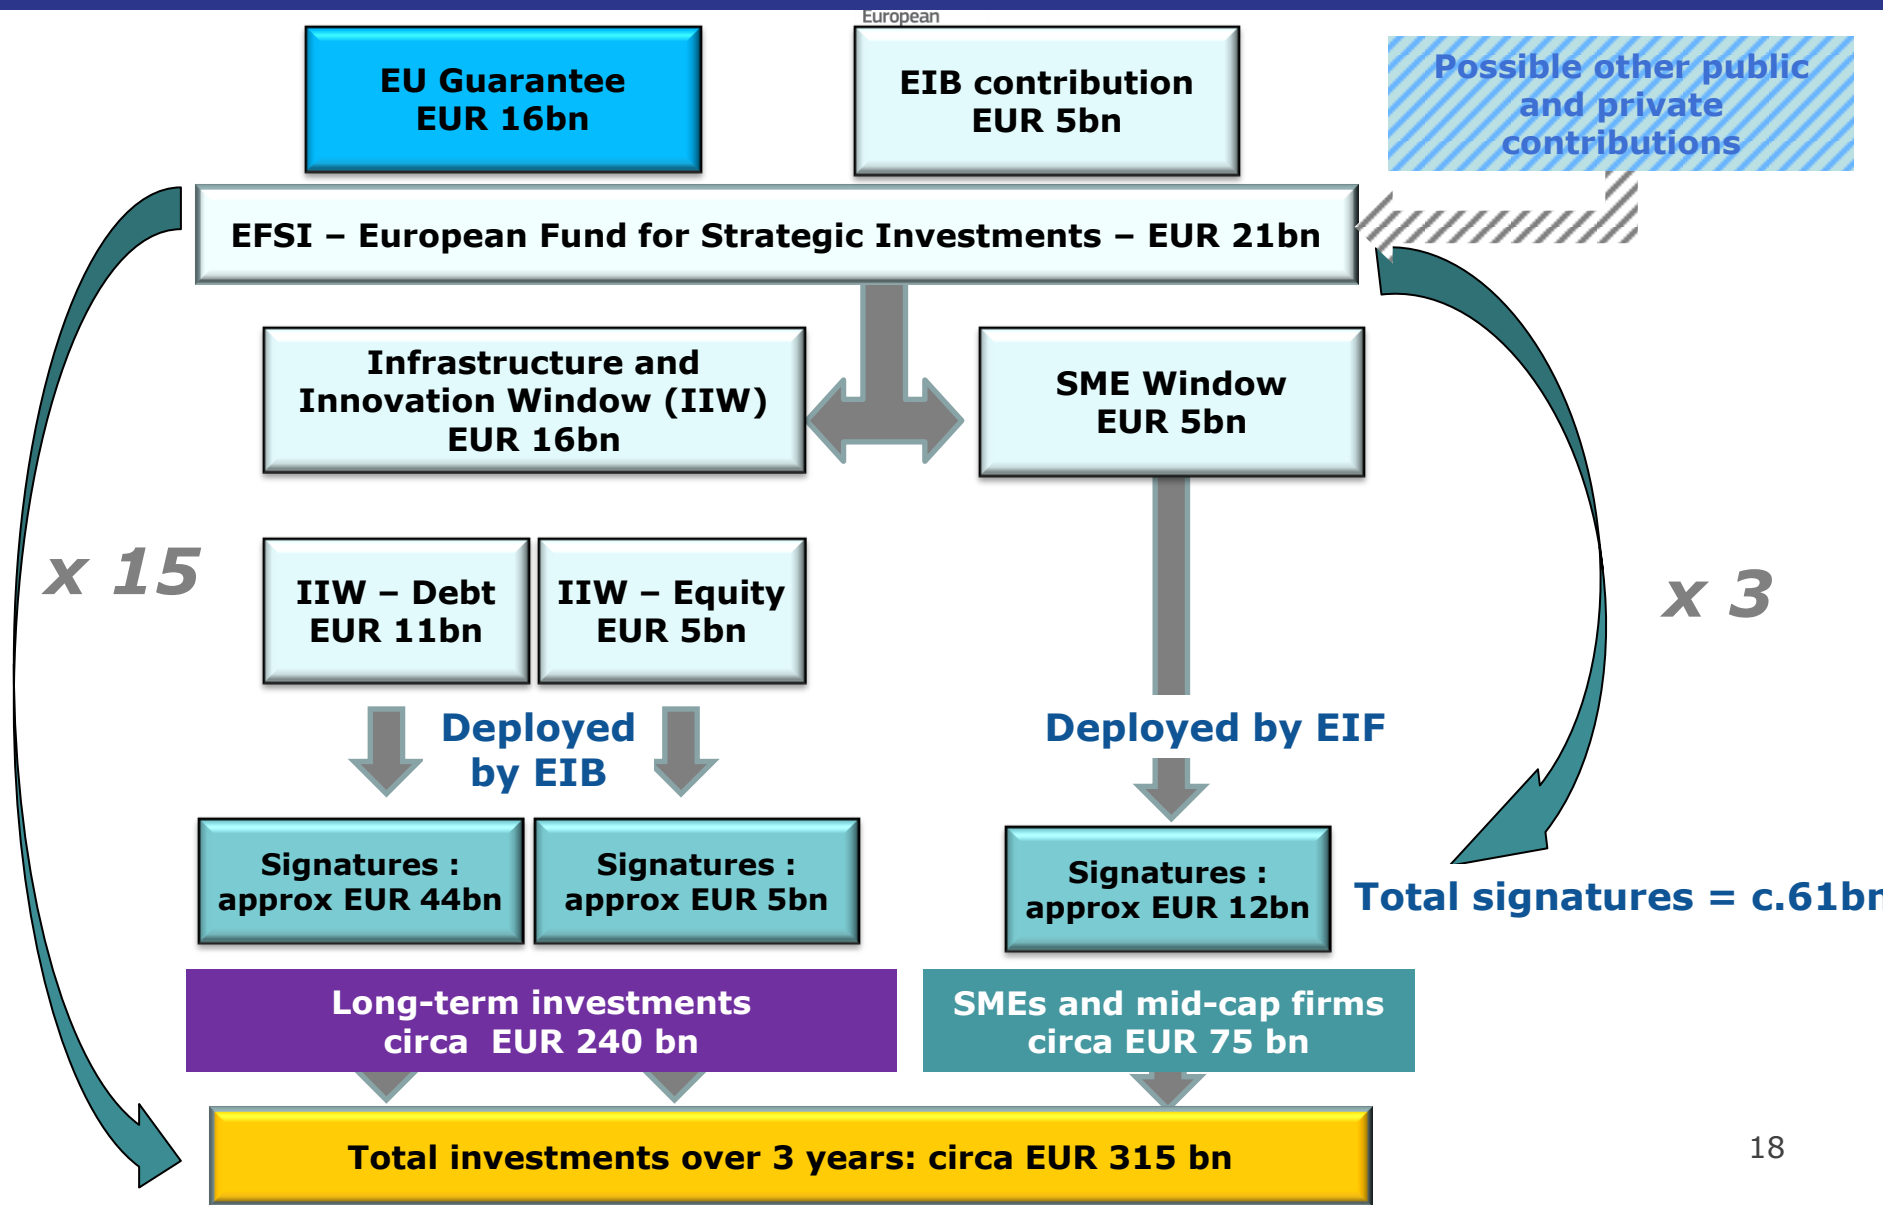 European
EU Guarantee
EUR 16bn
EIB contribution
EUR 5bn
Possible other public
and private
contributions
EFSI – European Fund for Strategic Investments – EUR 21bn
Infrastructure and
Innovation Window (IIW)
EUR 16bn
SME Window
EUR 5bn
x 15
IIW – Debt
EUR 11bn
IIW – Equity
EUR 5bn
x 3
Deployed
by EIB
Deployed by EIF
Signatures :
approx EUR 44bn
Signatures :
approx EUR 5bn
Signatures :
approx EUR 12bn
Total signatures = c.61bn
Long-term investments
circa  EUR 240 bn
SMEs and mid-cap firms
circa EUR 75 bn
Total investments over 3 years: circa EUR 315 bn
18